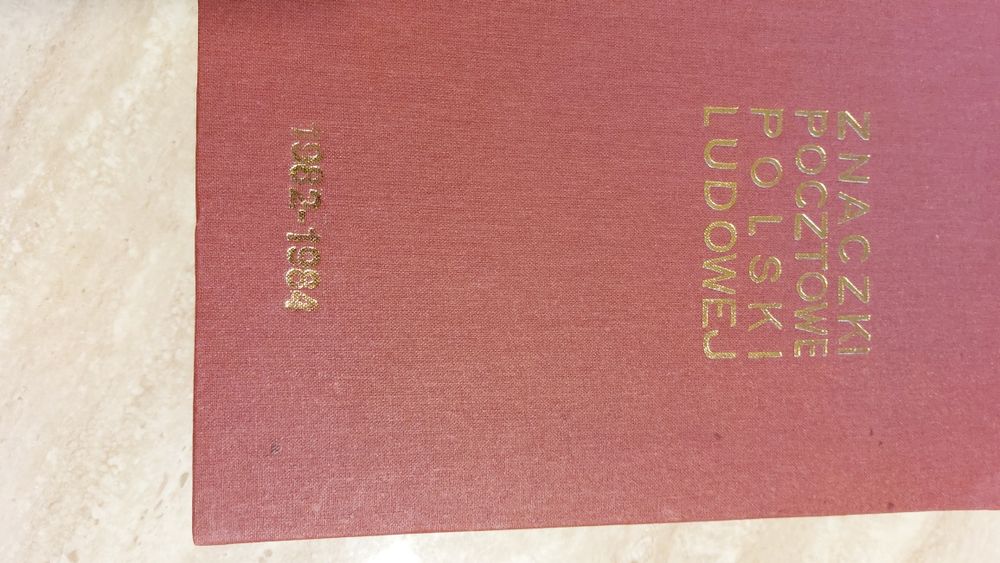 ZNACZKI
POCZTOWE
POLSKI
LUDOWEJ
1982-1984